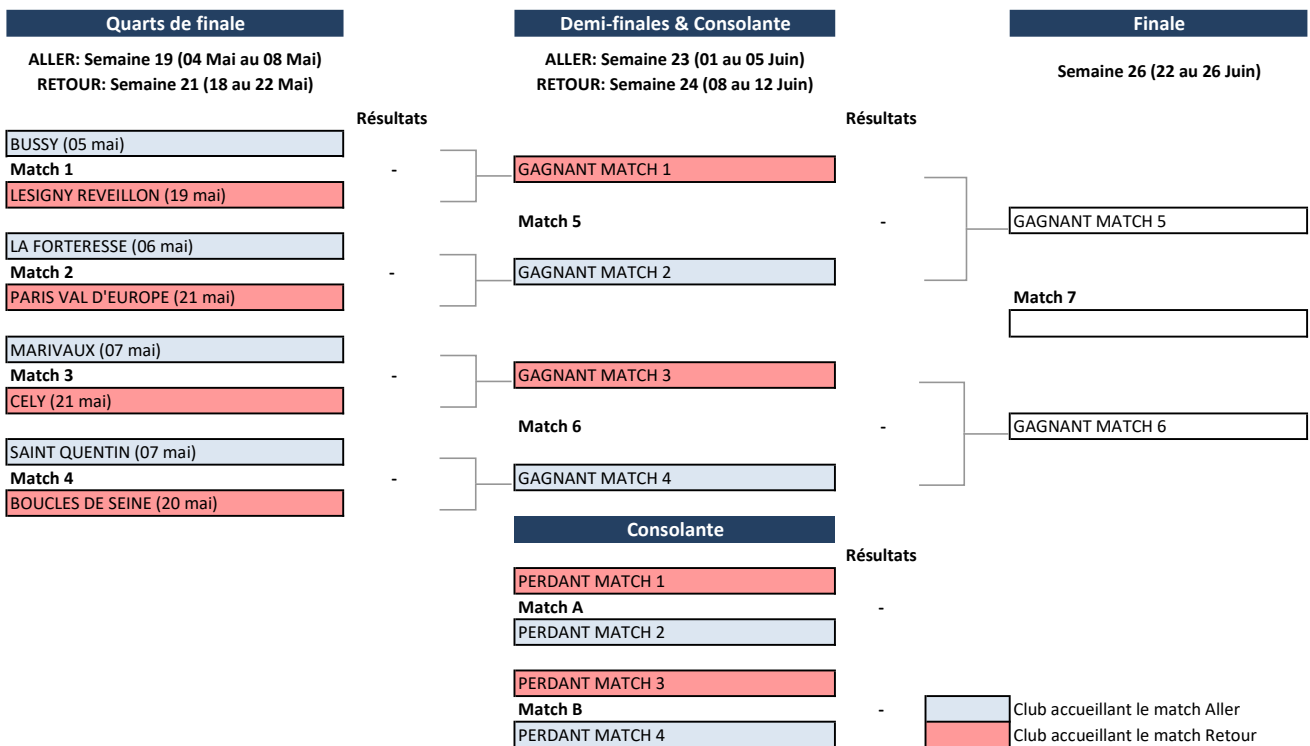 Quarts de finale
ALLER: Semaine 19 (04 Mai au 08 Mai)
RETOUR: Semaine 21 (18 au 22 Mai)
Résultats
BUSSY (05 mai)
Match 1 -
LESIGNY REVEILLON (19 mai)
LA FORTERESSE (06 mai)
Match 2 -
PARIS VAL D'EUROPE (21 mai)
MARIVAUX (07 mai)
Match 3 -
CELY (21 mai)
SAINT QUENTIN (07 mai)
Match 4 -
BOUCLES DE SEINE (20 mai)
Demi-finales & Consolante
ALLER: Semaine 23 (01 au 05 Juin)
RETOUR: Semaine 24 (08 au 12 Juin)
Résultats
GAGNANT MATCH 1
Match 5 -
GAGNANT MATCH 2
GAGNANT MATCH 3
Match 6 -
GAGNANT MATCH 4
Consolante
Résultats
PERDANT MATCH 1
Match A -
PERDANT MATCH 2
PERDANT MATCH 3
Match B -
PERDANT MATCH 4
Finale
Semaine 26 (22 au 26 Juin)
GAGNANT MATCH 5
Match 7
GAGNANT MATCH 6
Club accueillant le match Aller
Club accueillant le match Retour